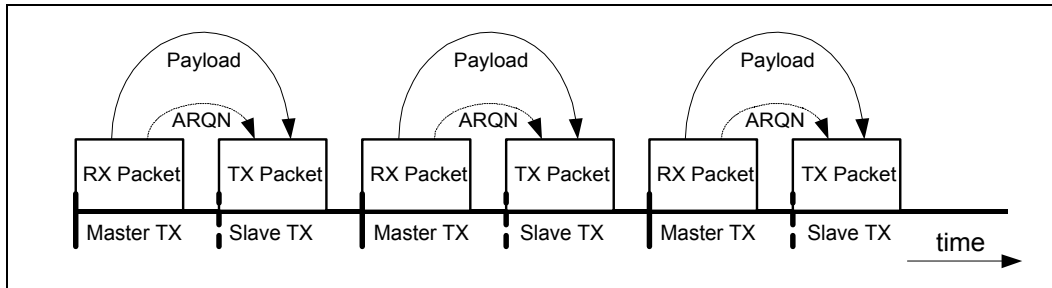 Payload Payload Payload
ARQN ARQN ARQN
RX Packet TX Packet RX Packet TX Packet RX Packet TX Packet
Master TX Slave TX Master TX Slave TX Master TX Slave TX
time